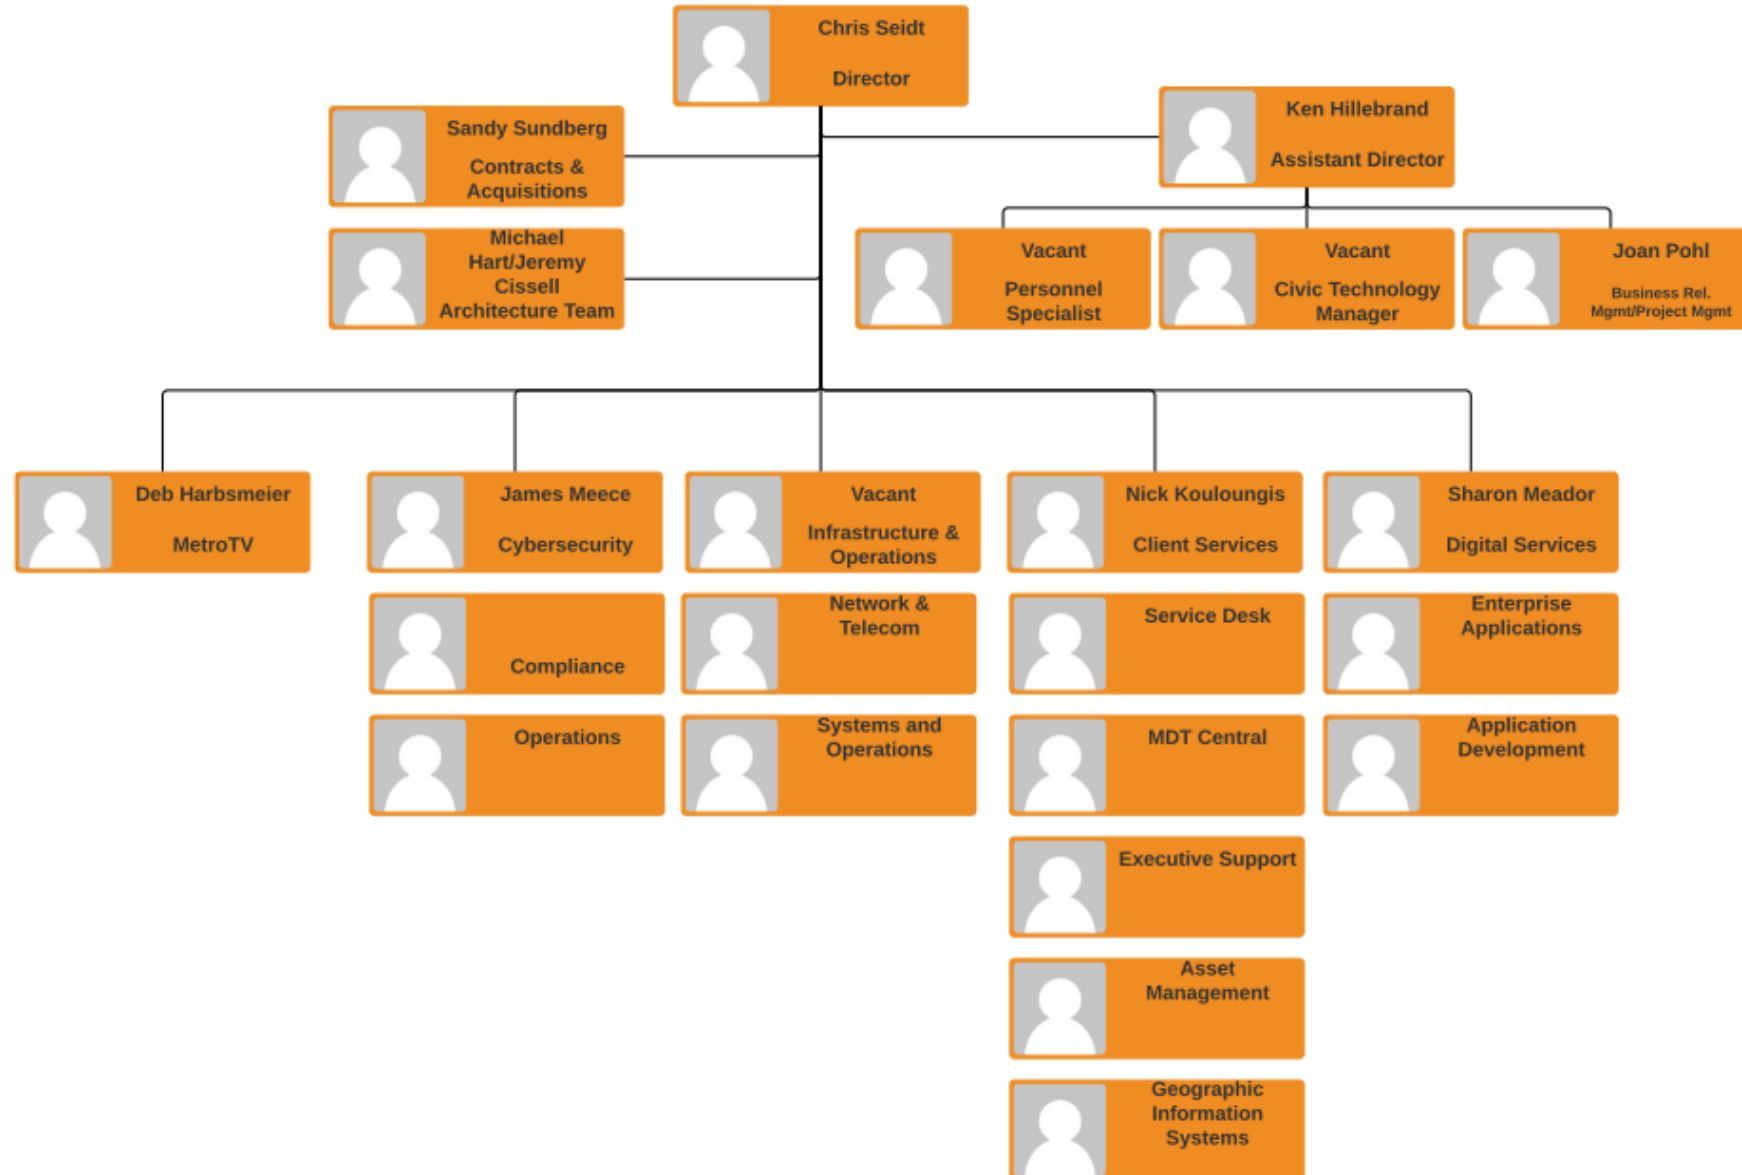 Chris Seidt
Director
Sandy Sundberg
Contracts &
Acquisitions
Ken Hillebrand
Assistant Director
Michael
Hart/Jeremy
Cissell
Architecture Team
Vacant
Personnel
Specialist
Vacant
Civic Technology
Manager
Joan Pohl
Business Rel.
Mgmt/Project Mgmt
Deb Harbsmeier
MetroTV
James Meece
Cybersecurity
Vacant
Infrastructure &
Operations
Nick Kouloungis
Client Services
Sharon Meador
Digital Services
Compliance
Network &
Telecom
Service Desk
Enterprise
Applications
Operations
Systems and
Operations
MDT Central
Application
Development
Executive Support
Asset
Management
Geographic
Information
Systems